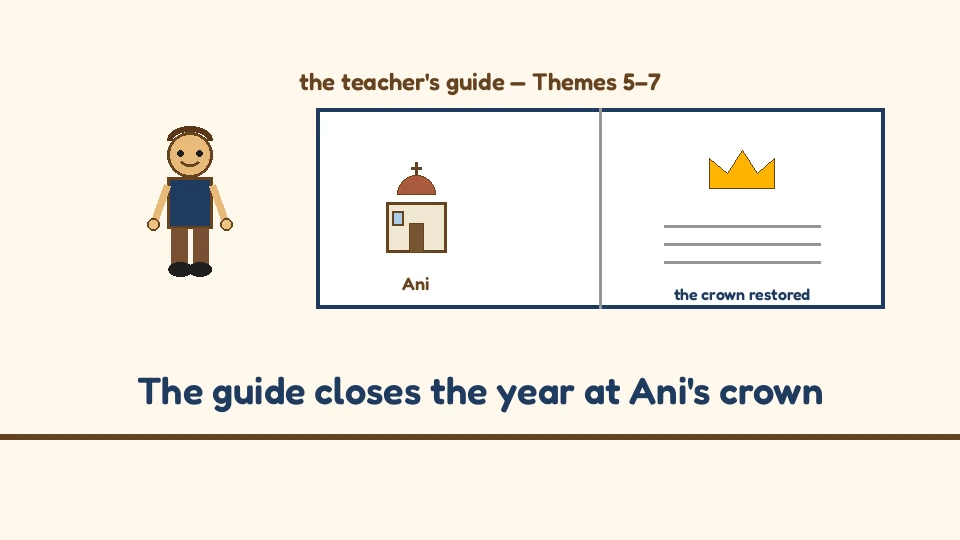 the teacher's guide — Themes 5–7
Ani
the crown restored
The guide closes the year at Ani's crown